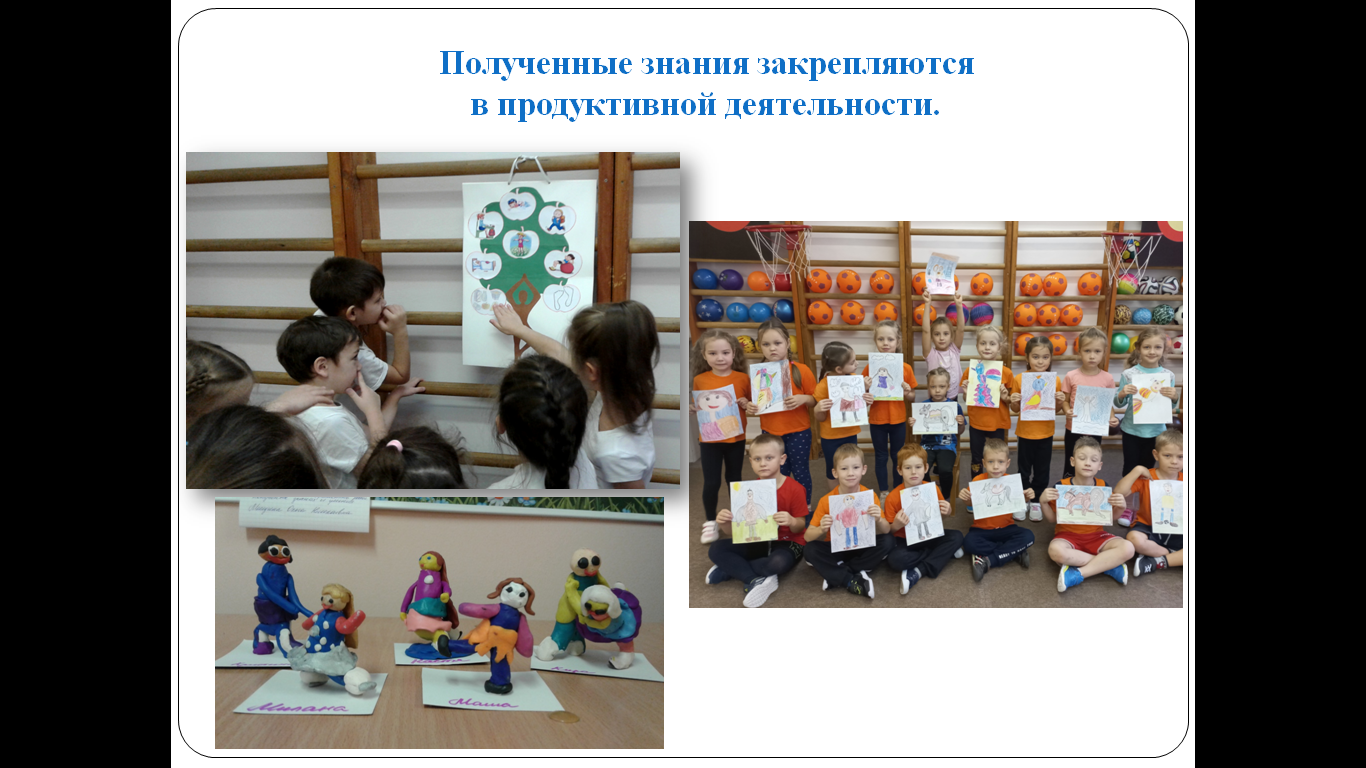 Полученные знания закрепляются
в продуктивной деятельности.
Милана
Маша